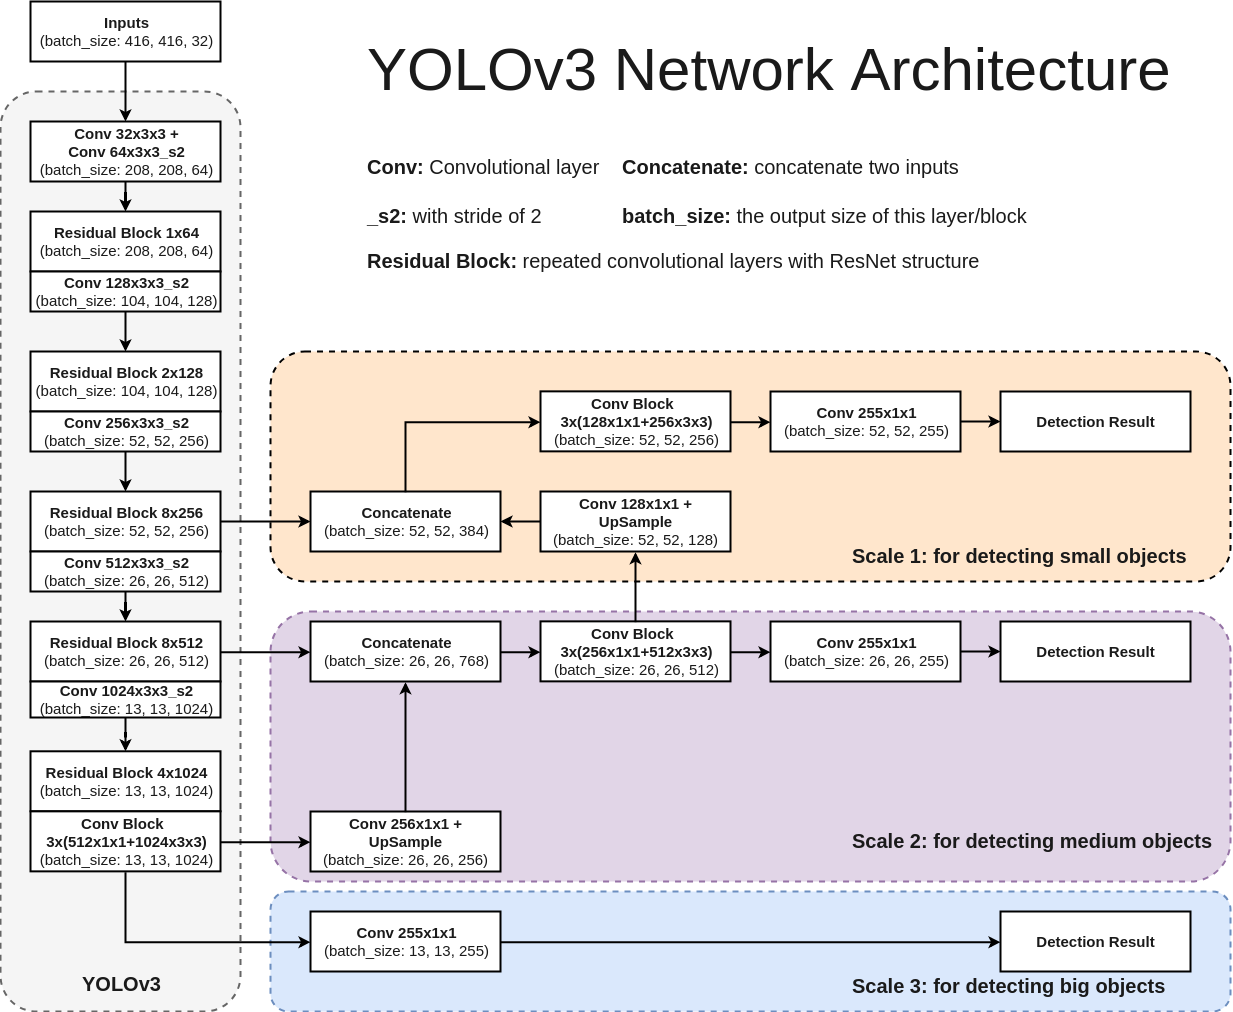 YOLOv3 Network Architecture
Conv: Convolutional layer
Concatenate: concatenate two inputs
_s2: with stride of 2
batch_size: the output size of this layer/block
Residual Block: repeated convolutional layers with ResNet structure
Inputs
(batch_size: 416, 416, 32)
Conv 32x3x3 +
Conv 64x3x3_s2
(batch_size: 208, 208, 64)
Residual Block 1x64
(batch_size: 208, 208, 64)
Conv 128x3x3_s2
(batch_size: 104, 104, 128)
Residual Block 2x128
(batch_size: 104, 104, 128)
Conv 256x3x3_s2
(batch_size: 52, 52, 256)
Residual Block 8x256
(batch_size: 52, 52, 256)
Conv 512x3x3_s2
(batch_size: 26, 26, 512)
Residual Block 8x512
(batch_size: 26, 26, 512)
Conv 1024x3x3_s2
(batch_size: 13, 13, 1024)
Residual Block 4x1024
(batch_size: 13, 13, 1024)
Conv Block
3x(512x1x1+1024x3x3)
(batch_size: 13, 13, 1024)
YOLOv3
Conv Block
3x(128x1x1+256x3x3)
(batch_size: 52, 52, 256)
Conv 255x1x1
(batch_size: 52, 52, 255)
Detection Result
Concatenate
(batch_size: 52, 52, 384)
Conv 128x1x1 +
UpSample
(batch_size: 52, 52, 128)
Scale 1: for detecting small objects
Concatenate
(batch_size: 26, 26, 768)
Conv Block
3x(256x1x1+512x3x3)
(batch_size: 26, 26, 512)
Conv 255x1x1
(batch_size: 26, 26, 255)
Detection Result
Conv 256x1x1 +
UpSample
(batch_size: 26, 26, 256)
Scale 2: for detecting medium objects
Conv 255x1x1
(batch_size: 13, 13, 255)
Detection Result
Scale 3: for detecting big objects